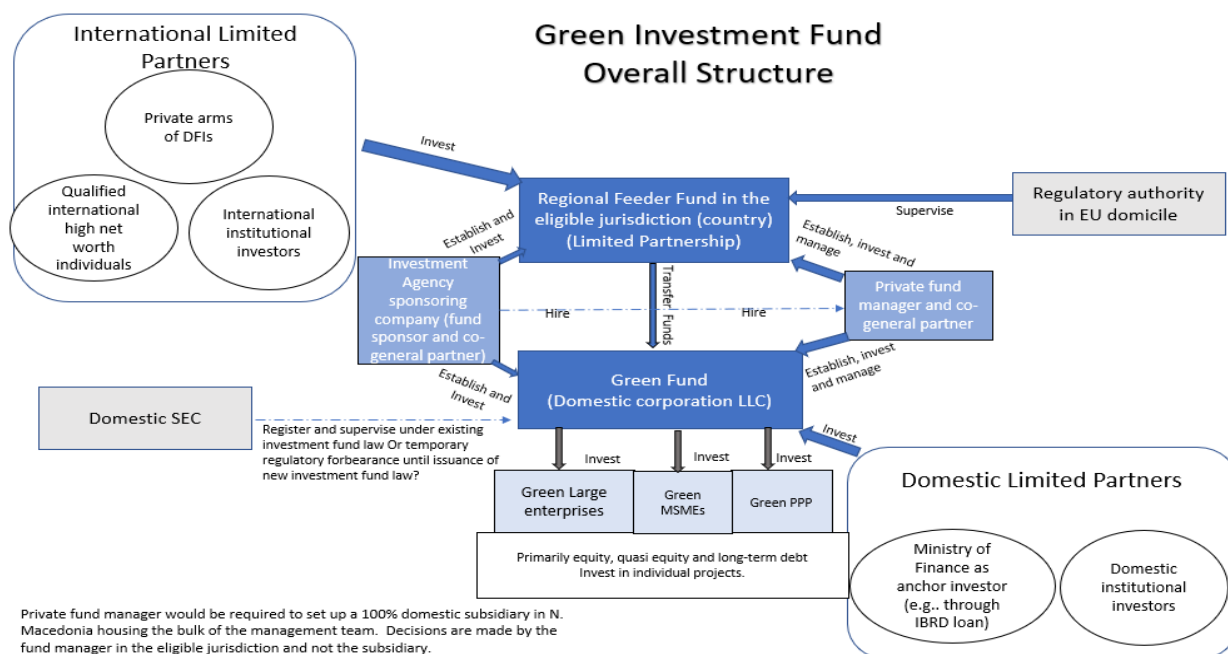 International Limited
Partners
Private arms
of DFIs
Qualified
international
high net
worth
individuals
International
institutional
investors
Green Investment Fund
Overall Structure
Invest
Regional Feeder Fund in the
eligible jurisdiction (country)
(Limited Partnership)
Supervise
Regulatory authority
in EU domicile
Establish and
Invest
Establish, invest and
manage
Investment
Agency
sponsoring
company (fund
sponsor and co-
general partner)
Hire
Transfer Funds
Hire
Private fund
manager and co-
general partner
Establish and
Invest
Establish, invest
and manage
Green Fund
(Domestic corporation LLC)
Domestic SEC
Register and supervise under existing
investment fund law Or temporary
regulatory forbearance until issuance of
new investment fund law?
Invest
Invest
Invest
Invest
Green Large
enterprises
Green
MSMEs
Green PPP
Primarily equity, quasi equity and long-term debt
Invest in individual projects.
Domestic Limited Partners
Ministry of
Finance as
anchor investor
(e.g.. through
IBRD loan)
Domestic
institutional
investors
Private fund manager would be required to set up a 100% domestic subsidiary in N.
Macedonia housing the bulk of the management team.  Decisions are made by the
fund manager in the eligible jurisdiction and not the subsidiary.